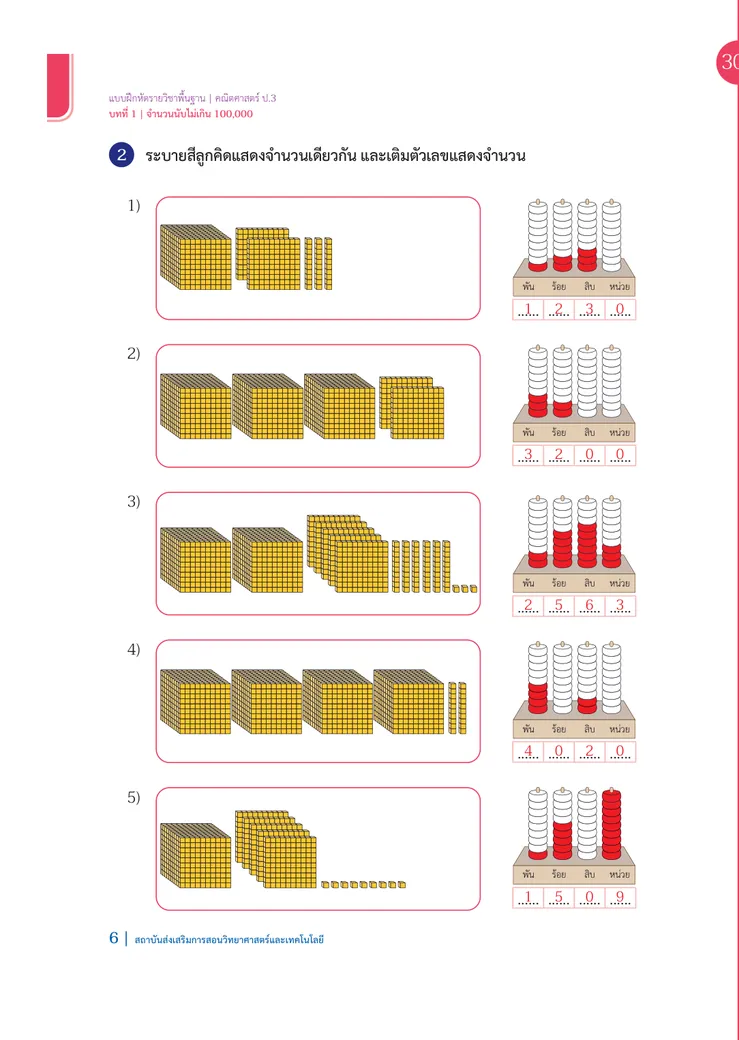 30
แบบฝึกหัดรายวิชาพื้นฐาน | คณิตศาสตร์ ป.3
บทที่ 1 | จำนวนนับไม่เกิน 100,000
2 ระบายสีลูกคิดแสดงจำนวนเดียวกัน และเติมตัวเลขแสดงจำนวน
1)
พัน ร้อย สิบ หน่วย
1 2 3 0
2)
พัน ร้อย สิบ หน่วย
3 2 0 0
3)
พัน ร้อย สิบ หน่วย
2 5 6 3
4)
พัน ร้อย สิบ หน่วย
4 0 2 0
5)
พัน ร้อย สิบ หน่วย
1 5 0 9
6 | สถาบันส่งเสริมการสอนวิทยาศาสตร์และเทคโนโลยี